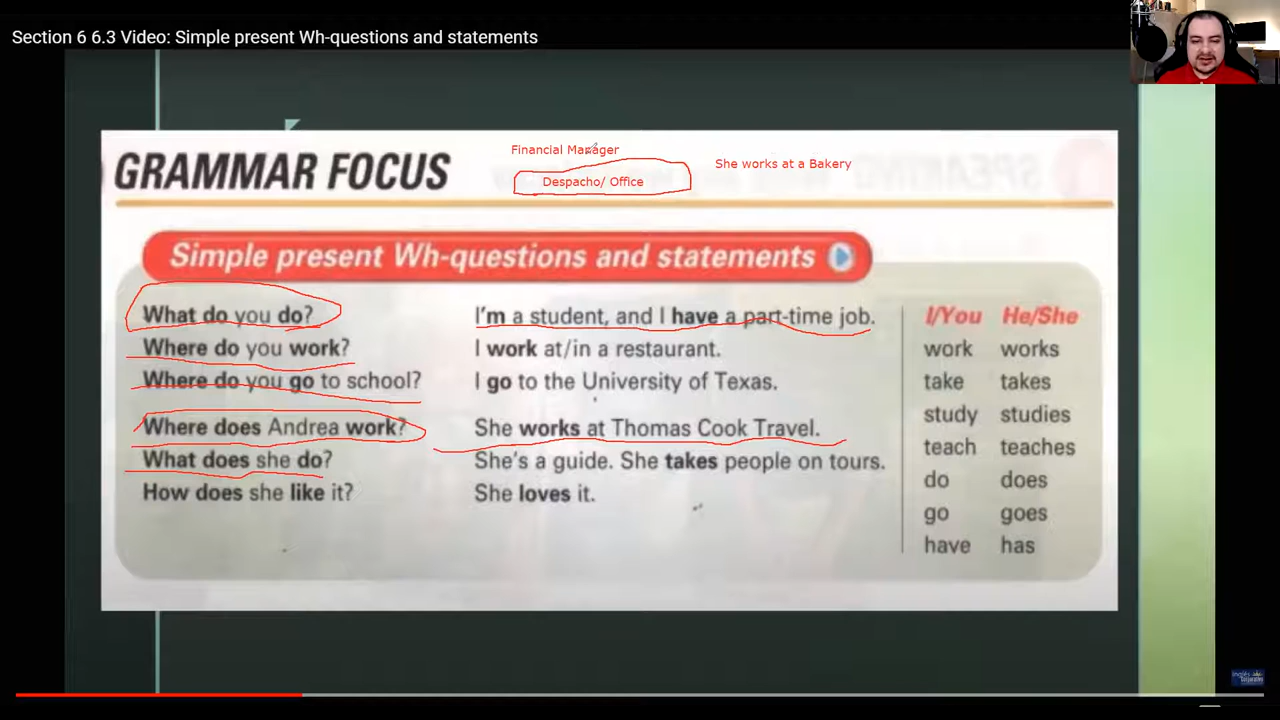 Section 6 6.3 Video: Simple present Wh-questions and statements
Financial Manager
GRAMMAR FOCUS
Despacho/ Office
She works at a Bakery
Simple present Wh-questions and statements
What do you do? I'm a student, and I have a part-time job.
Where do you work? I work at/in a restaurant.
Where do you go to school? I go to the University of Texas.
Where does Andrea work? She works at Thomas Cook Travel.
What does she do? She's a guide. She takes people on tours.
How does she like it? She loves it.
I/You He/She
work works
take takes
study studies
teach teaches
do does
go goes
have has